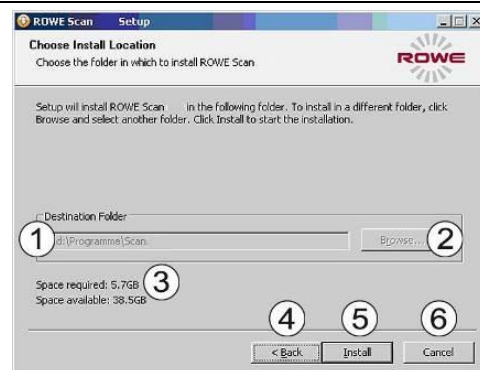 ROWE Scan Setup
Choose Install Location
Choose the folder in which to install ROWE Scan
ROWE
Setup will install ROWE Scan in the following folder. To install in a different folder, click
Browse and select another folder. Click Install to start the installation.
Destination Folder
1 d:\Programme\Scan
Browse... 2
Space required: 5.7GB
Space available: 38.5GB
3
4 5 6
< Back Install Cancel